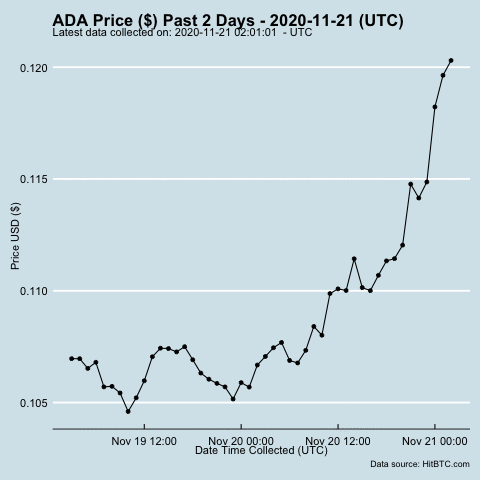 ADA Price ($) Past 2 Days - 2020-11-21 (UTC)
Latest data collected on: 2020-11-21 02:01:01  - UTC
0.120
0.115
0.110
0.105
Price USD ($)
Nov 19 12:00 Nov 20 00:00 Nov 20 12:00 Nov 21 00:00
Date Time Collected (UTC)
Data source: HitBTC.com